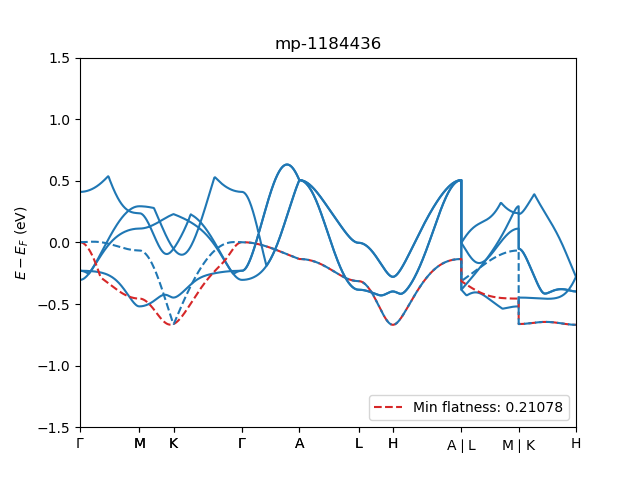 mp-1184436
E − E_F (eV)
1.5
1.0
0.5
0.0
−0.5
−1.0
−1.5
Min flatness: 0.21078
Γ M K Γ A L H A | L M | K H